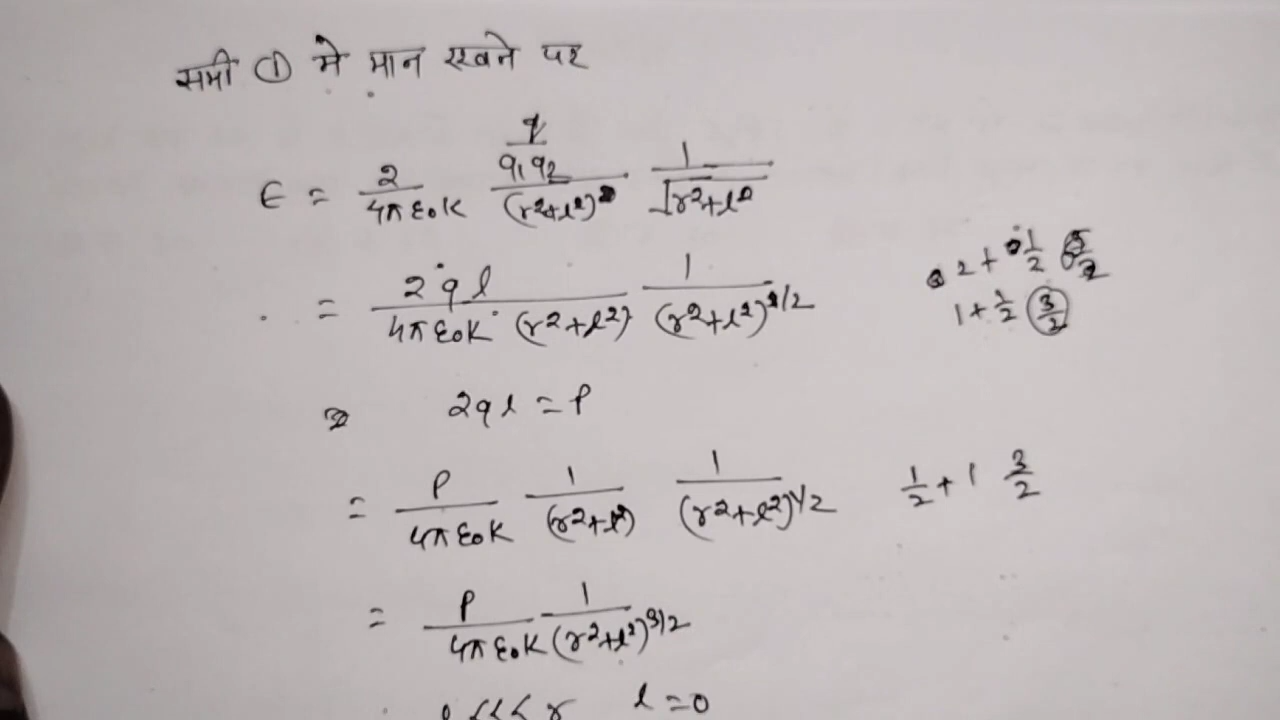 समी ① में मान रखने पर
E = 2/4πε₀K q/q₁q₂/(r²+l²) 1/√r²+l²
= 2ql/4πε₀K (r²+l²) 1/(r²+l²)^1/2
2 + 1/2 5/2
1 + 1/2 3/2
2ql = P
= P/4πε₀K 1/(r²+l²) 1/(r²+l²)^1/2 1/2 + 1 3/2
= P/4πε₀K 1/(r²+l²)^3/2
l <<< r l = 0